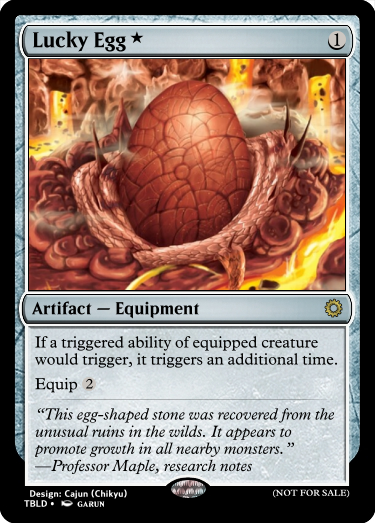 Lucky Egg ★ 1
Artifact — Equipment
If a triggered ability of equipped creature
would trigger, it triggers an additional time.
Equip 2
“This egg-shaped stone was recovered from the
unusual ruins in the wilds. It appears to
promote growth in all nearby monsters.”
—Professor Maple, research notes
Design: Cajun (Chikyu)
(NOT FOR SALE)
TBLD • GARUN